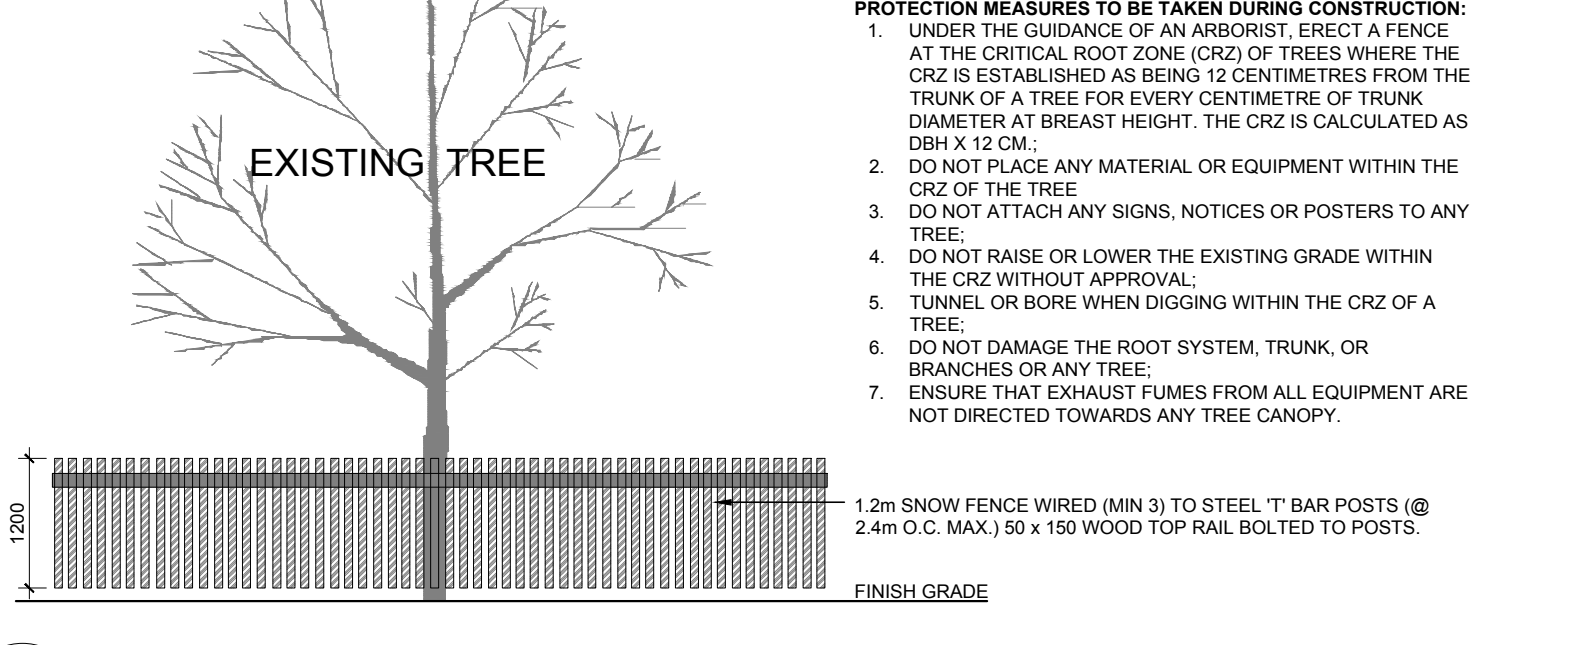 PROTECTION MEASURES TO BE TAKEN DURING CONSTRUCTION:
1. UNDER THE GUIDANCE OF AN ARBORIST, ERECT A FENCE
AT THE CRITICAL ROOT ZONE (CRZ) OF TREES WHERE THE
CRZ IS ESTABLISHED AS BEING 12 CENTIMETRES FROM THE
TRUNK OF A TREE FOR EVERY CENTIMETRE OF TRUNK
DIAMETER AT BREAST HEIGHT. THE CRZ IS CALCULATED AS
DBH X 12 CM.;
2. DO NOT PLACE ANY MATERIAL OR EQUIPMENT WITHIN THE
CRZ OF THE TREE
3. DO NOT ATTACH ANY SIGNS, NOTICES OR POSTERS TO ANY
TREE;
4. DO NOT RAISE OR LOWER THE EXISTING GRADE WITHIN
THE CRZ WITHOUT APPROVAL;
5. TUNNEL OR BORE WHEN DIGGING WITHIN THE CRZ OF A
TREE;
6. DO NOT DAMAGE THE ROOT SYSTEM, TRUNK, OR
BRANCHES OR ANY TREE;
7. ENSURE THAT EXHAUST FUMES FROM ALL EQUIPMENT ARE
NOT DIRECTED TOWARDS ANY TREE CANOPY.
EXISTING TREE
1200
1.2m SNOW FENCE WIRED (MIN 3) TO STEEL 'T' BAR POSTS (@
2.4m O.C. MAX.) 50 x 150 WOOD TOP RAIL BOLTED TO POSTS.
FINISH GRADE